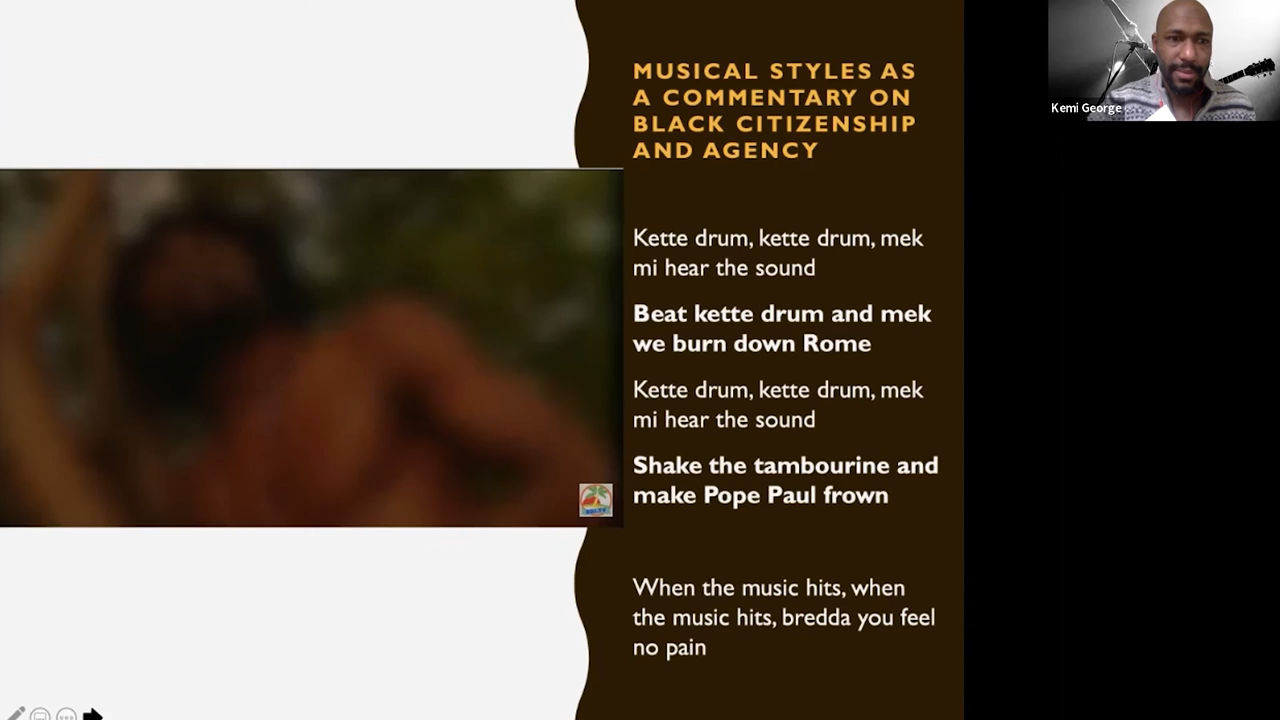 MUSICAL STYLES AS
A COMMENTARY ON
BLACK CITIZENSHIP
AND AGENCY
Kemi George
Kette drum, kette drum, mek
mi hear the sound
Beat kette drum and mek
we burn down Rome
Kette drum, kette drum, mek
mi hear the sound
Shake the tambourine and
make Pope Paul frown
When the music hits, when
the music hits, bredda you feel
no pain